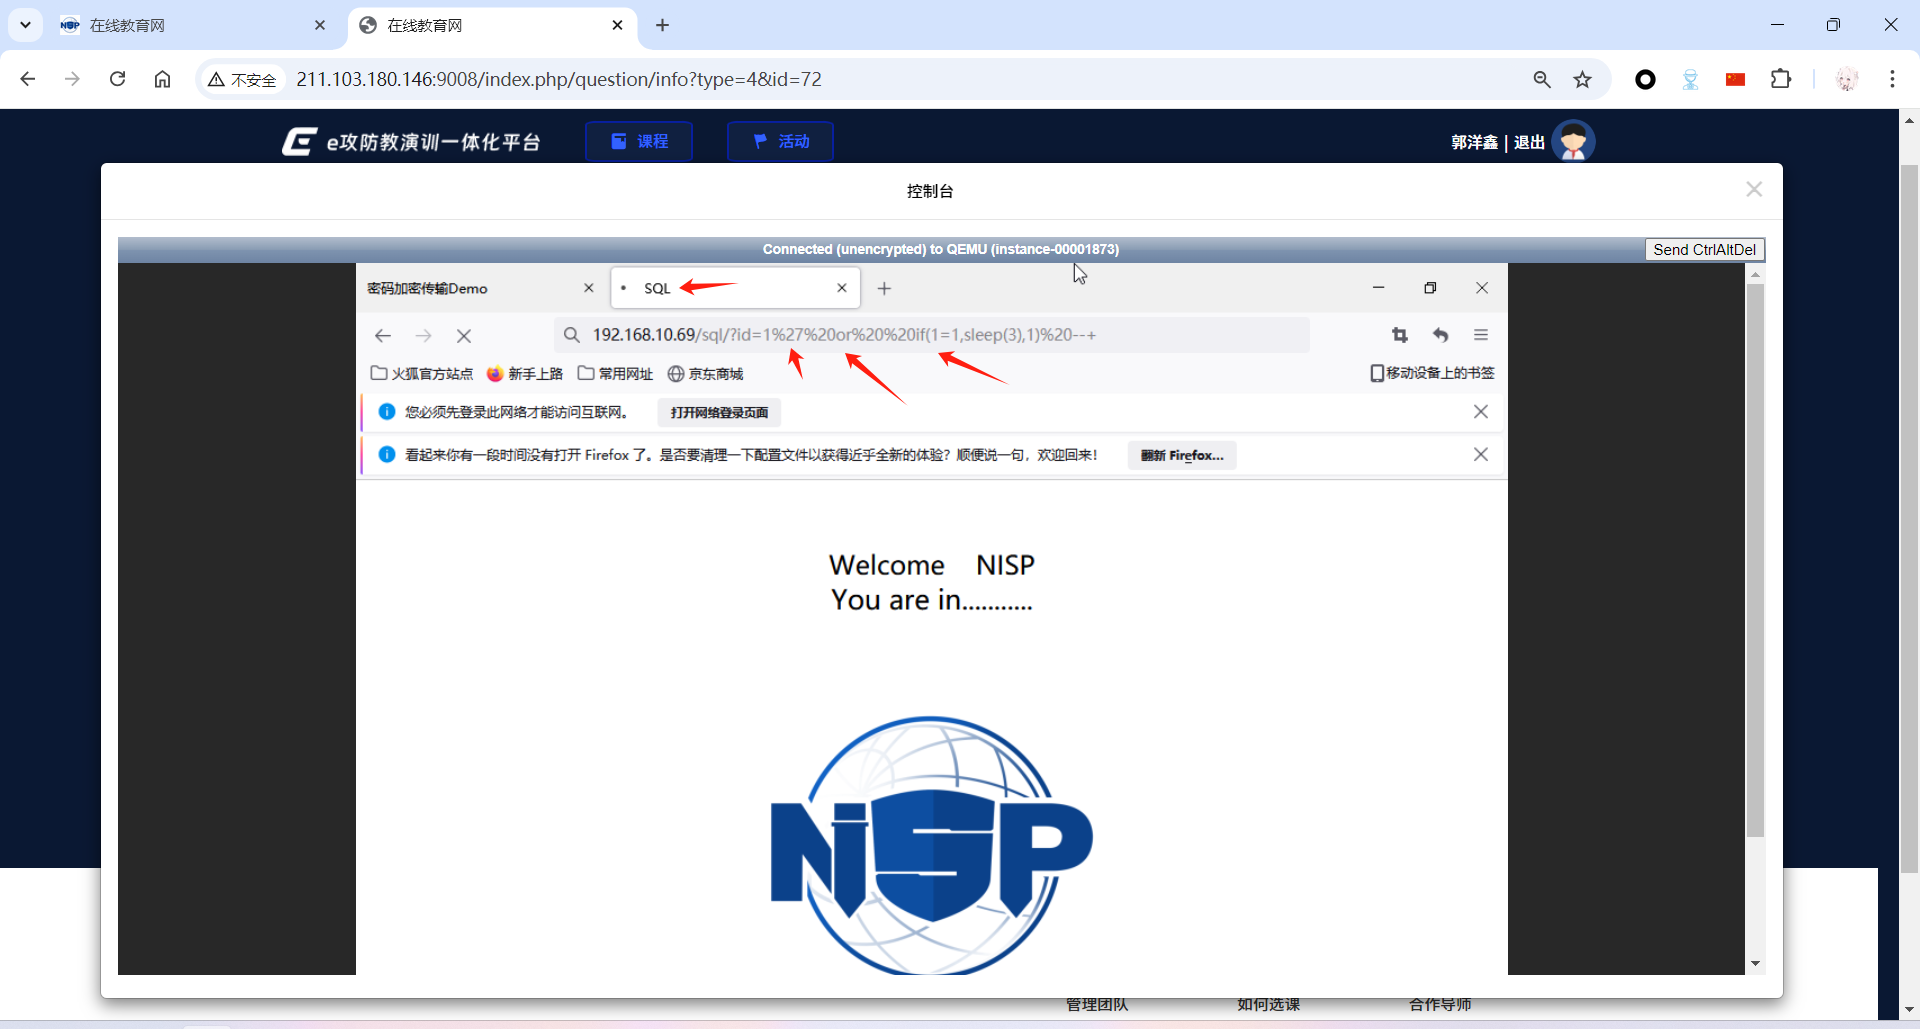 在线教育网
在线教育网
不安全 211.103.180.146:9008/index.php/question/info?type=4&id=72
e攻防教演训一体化平台 课程 活动 郭洋鑫 | 退出
控制台
Connected (unencrypted) to QEMU (instance-00001873) Send CtrlAltDel
密码加密传输Demo SQL
192.168.10.69/sql/?id=1%27%20or%20%20if(1=1,sleep(3),1)%20--+
火狐官方站点 新手上路 常用网址 京东商城 移动设备上的书签
您必须先登录此网络才能访问互联网。 打开网络登录页面
看起来你有一段时间没有打开 Firefox 了。是否要清理一下配置文件以获得近乎全新的体验？顺便说一句，欢迎回来！ 翻新 Firefox...
Welcome NISP
You are in...........
NISP
管理团队 如何选课 合作导师